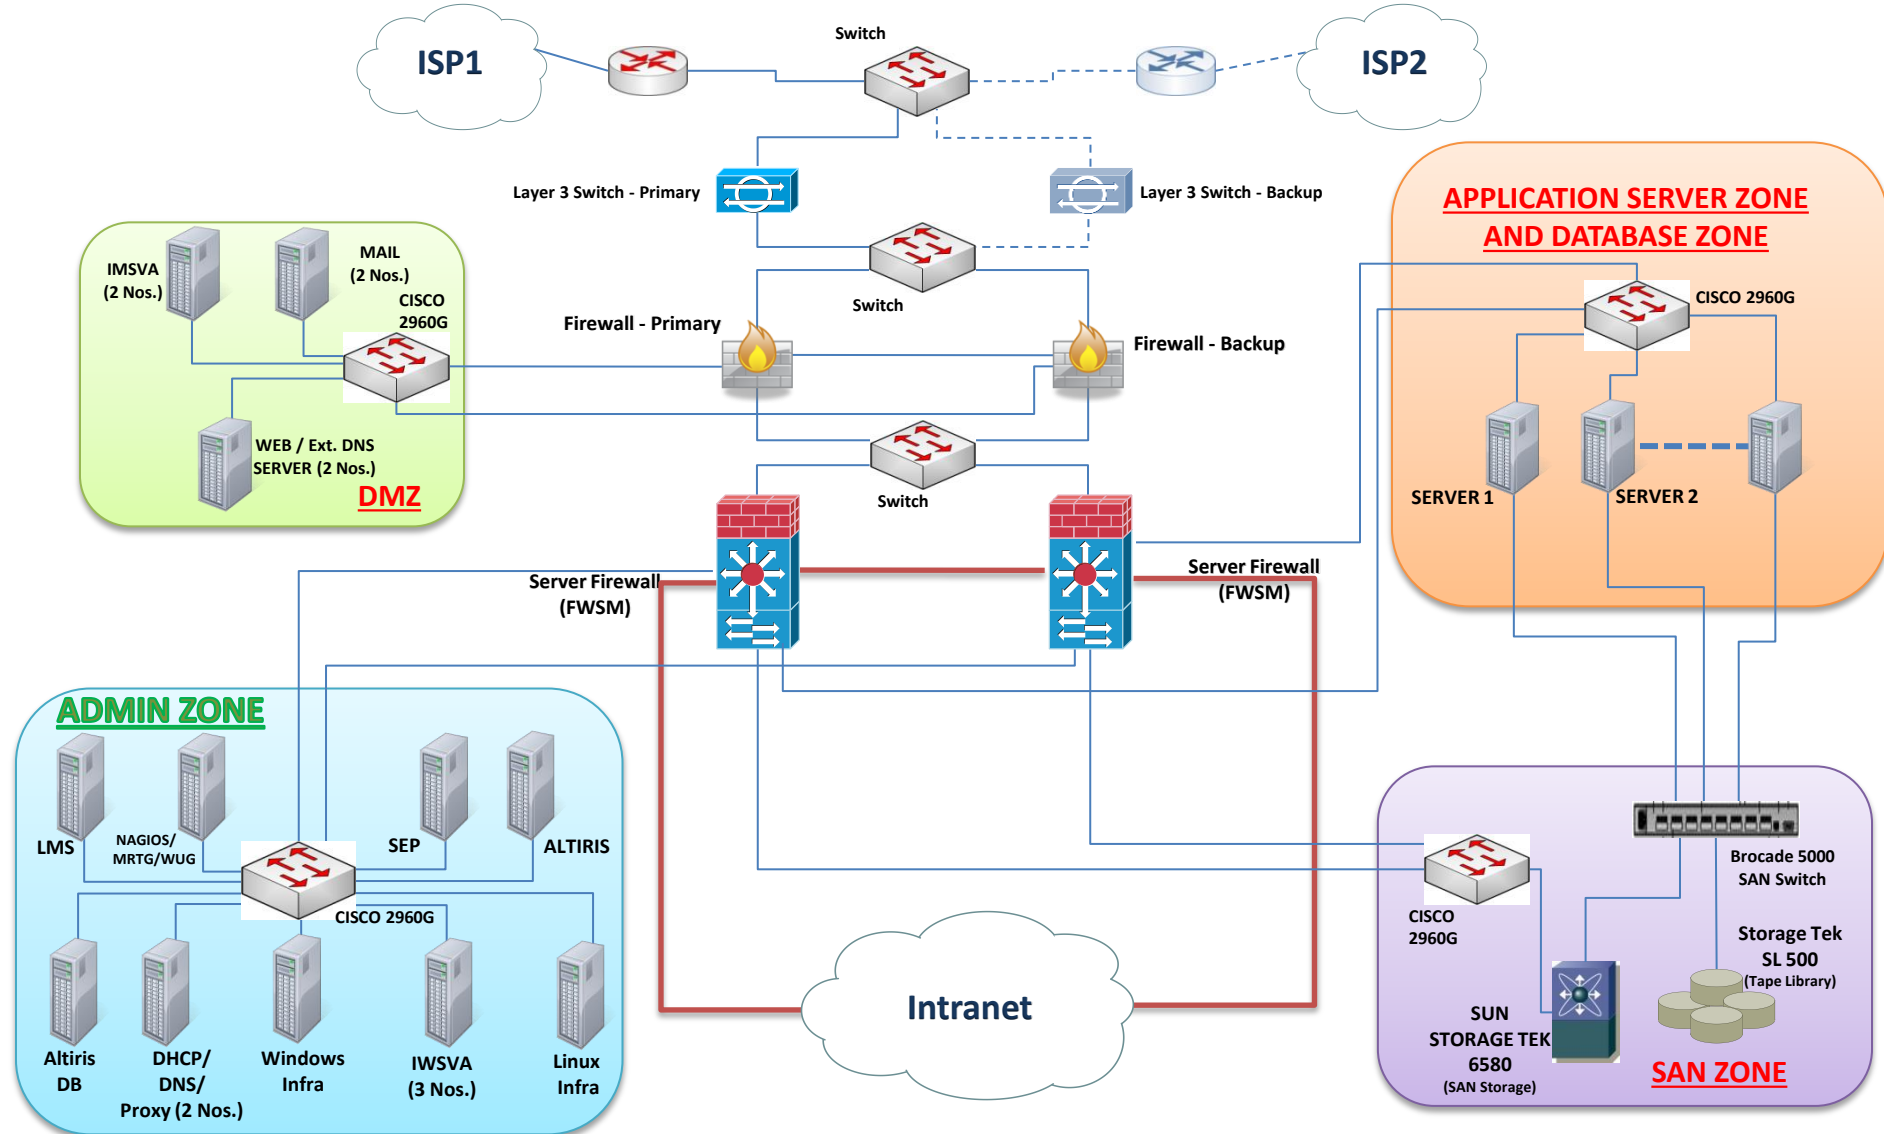 ISP1
Switch
ISP2
Layer 3 Switch - Primary
Layer 3 Switch - Backup
APPLICATION SERVER ZONE
AND DATABASE ZONE
IMSVA
(2 Nos.)
MAIL
(2 Nos.)
CISCO
2960G
Switch
CISCO 2960G
Firewall - Primary
Firewall - Backup
WEB / Ext. DNS
SERVER (2 Nos.)
DMZ
Switch
SERVER 1
SERVER 2
Server Firewall
(FWSM)
Server Firewall
(FWSM)
ADMIN ZONE
LMS
NAGIOS/
MRTG/WUG
SEP
ALTIRIS
CISCO 2960G
Altiris
DB
DHCP/
DNS/
Proxy (2 Nos.)
Windows
Infra
IWSVA
(3 Nos.)
Linux
Infra
Intranet
Brocade 5000
SAN Switch
CISCO
2960G
Storage Tek
SL 500
(Tape Library)
SUN
STORAGE TEK
6580
(SAN Storage)
SAN ZONE